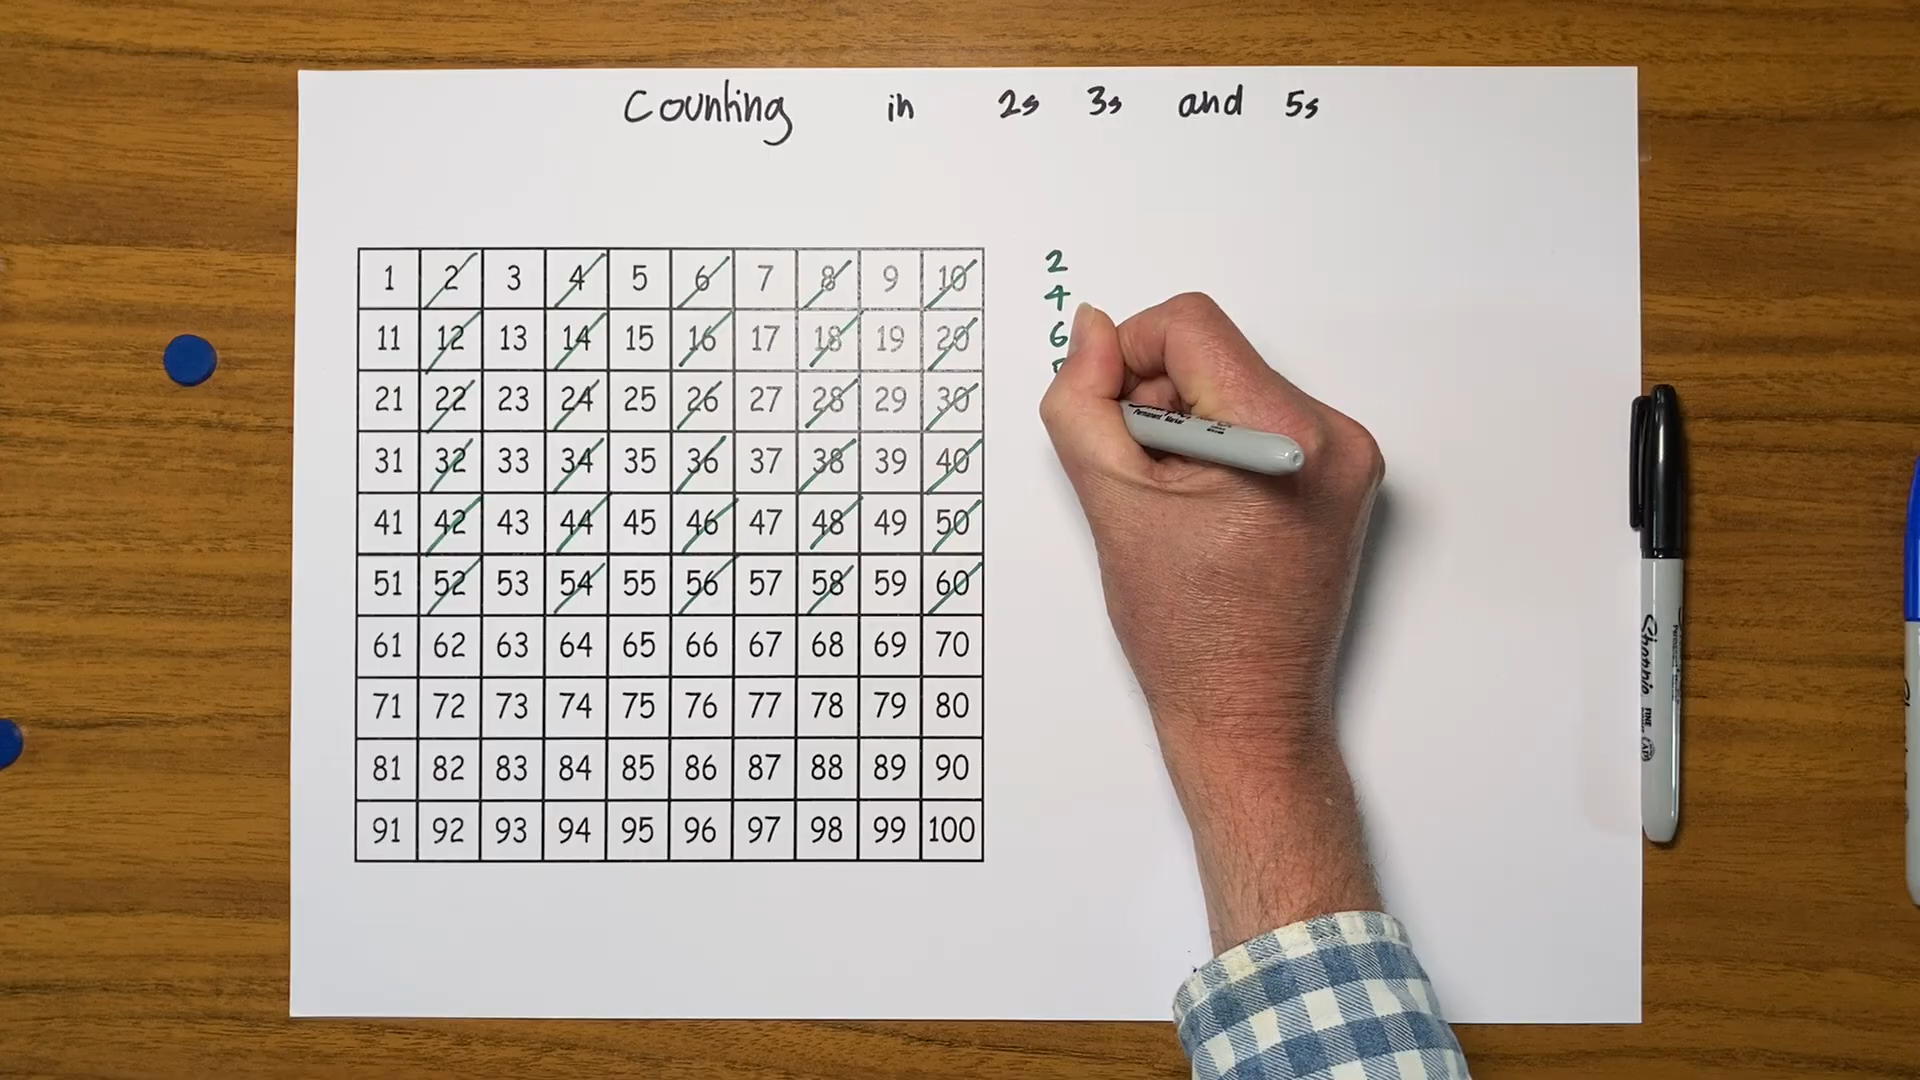 Counting in 2s 3s and 5s
1 2 3 4 5 6 7 8 9 10
11 12 13 14 15 16 17 18 19 20
21 22 23 24 25 26 27 28 29 30
31 32 33 34 35 36 37 38 39 40
41 42 43 44 45 46 47 48 49 50
51 52 53 54 55 56 57 58 59 60
61 62 63 64 65 66 67 68 69 70
71 72 73 74 75 76 77 78 79 80
81 82 83 84 85 86 87 88 89 90
91 92 93 94 95 96 97 98 99 100
2
4
6
Permanent Marker
Sharpie
FINE